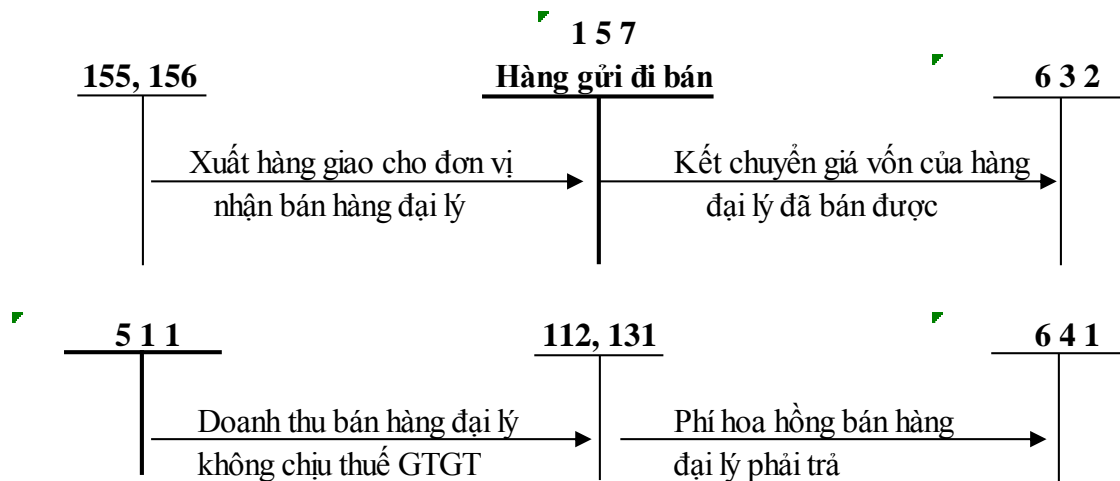 1 5 7
155, 156
Hàng gửi đi bán
6 3 2
Xuất hàng giao cho đơn vị
nhận bán hàng đại lý
Kết chuyển giá vốn của hàng
đại lý đã bán được
5 1 1
112, 131
6 4 1
Doanh thu bán hàng đại lý
không chịu thuế GTGT
Phí hoa hồng bán hàng
đại lý phải trả